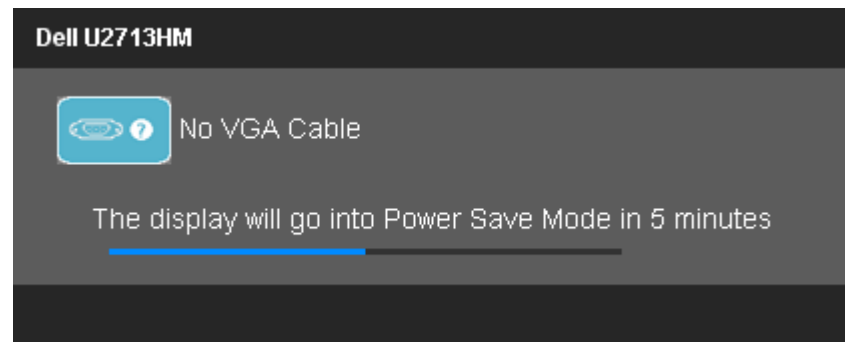 Dell U2713HM
? No VGA Cable
The display will go into Power Save Mode in 5 minutes